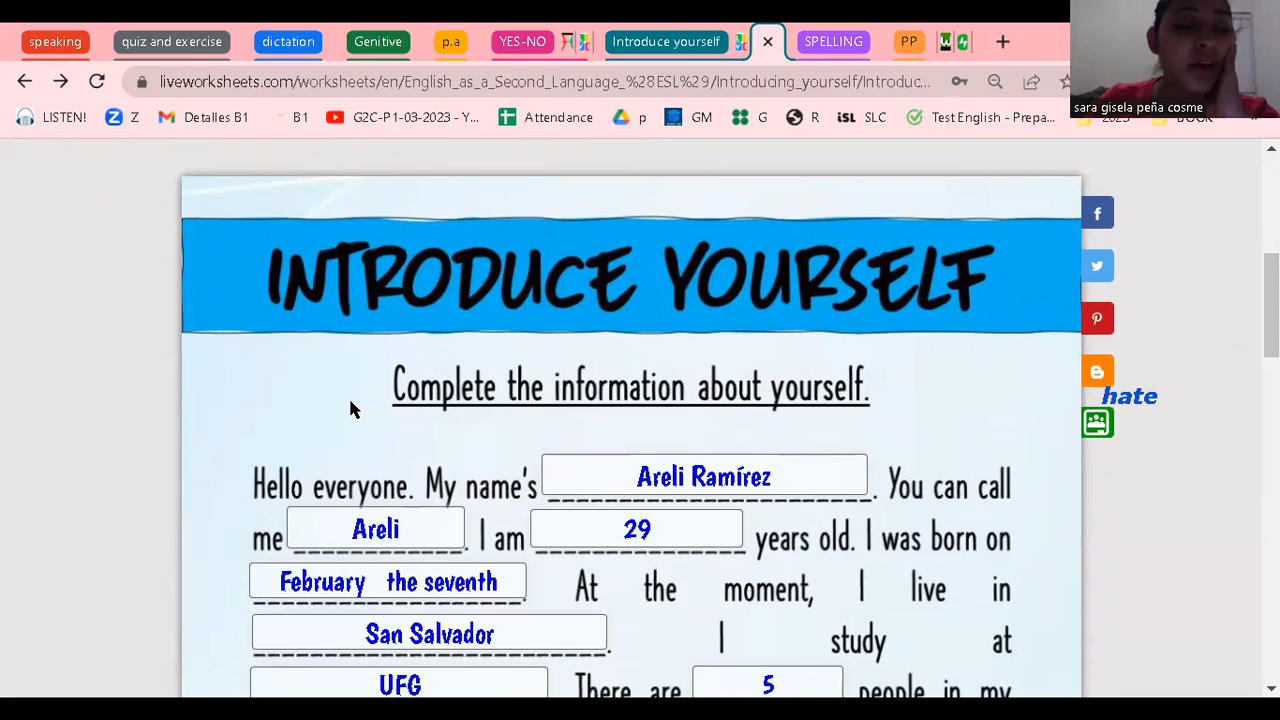 speaking quiz and exercise dictation Genitive p.a YES-NO Introduce yourself SPELLING PP
liveworksheets.com/worksheets/en/English_as_a_Second_Language_%28ESL%29/Introducing_yourself/Introduc...
sara gisela peña cosme
LISTEN! Z Detalles B1 B1 G2C-P1-03-2023 - Y... Attendance p GM G R iSL SLC Test English - Prepa...
INTRODUCE YOURSELF
Complete the information about yourself.
hate
Hello everyone. My name's Areli Ramírez. You can call
me Areli. I am 29 years old. I was born on
February the seventh. At the moment, I live in
San Salvador. I study at
UFG There are 5 people in my